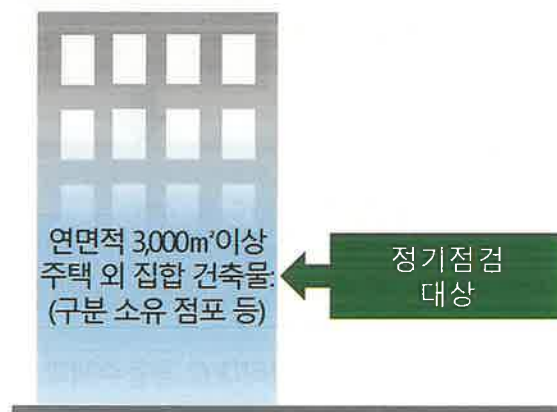 연면적 3,000㎡이상
주택 외 집합 건축물:
(구분 소유 점포 등)
정기점검
대상